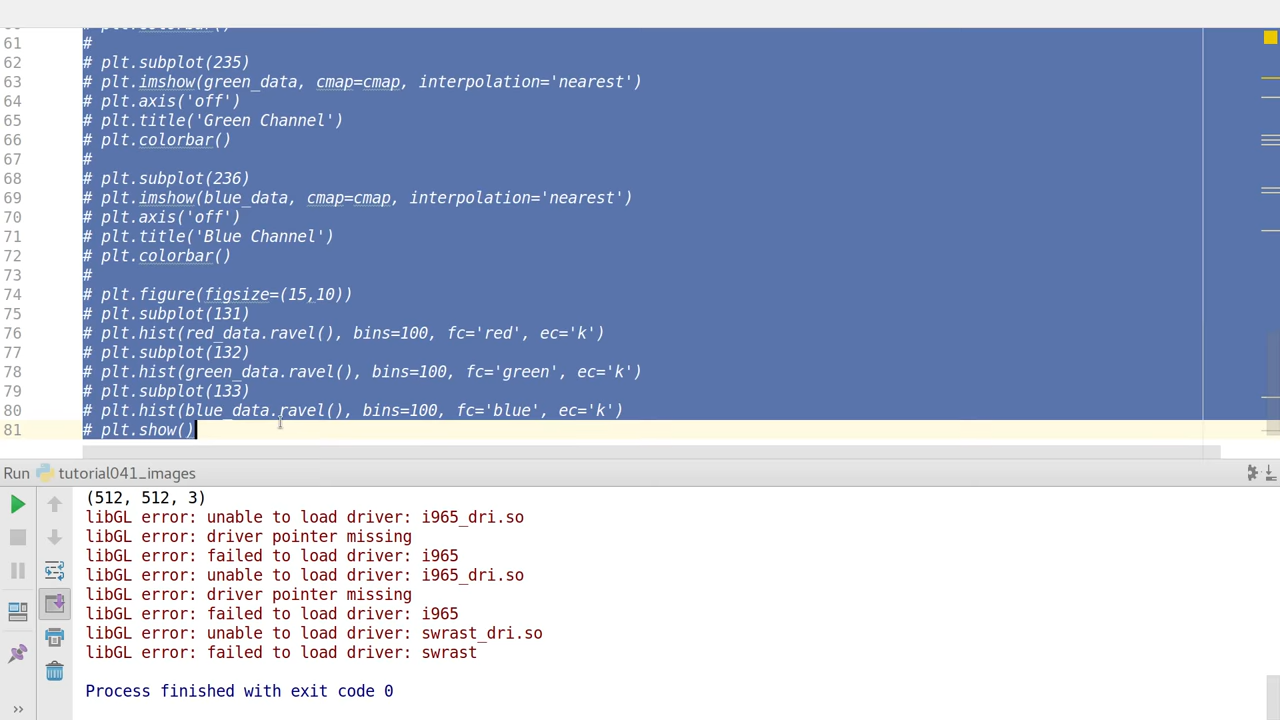 61 #
62 # plt.subplot(235)
63 # plt.imshow(green_data, cmap=cmap, interpolation='nearest')
64 # plt.axis('off')
65 # plt.title('Green Channel')
66 # plt.colorbar()
67 #
68 # plt.subplot(236)
69 # plt.imshow(blue_data, cmap=cmap, interpolation='nearest')
70 # plt.axis('off')
71 # plt.title('Blue Channel')
72 # plt.colorbar()
73 #
74 # plt.figure(figsize=(15,10))
75 # plt.subplot(131)
76 # plt.hist(red_data.ravel(), bins=100, fc='red', ec='k')
77 # plt.subplot(132)
78 # plt.hist(green_data.ravel(), bins=100, fc='green', ec='k')
79 # plt.subplot(133)
80 # plt.hist(blue_data.ravel(), bins=100, fc='blue', ec='k')
81 # plt.show()
Run tutorial041_images
(512, 512, 3)
libGL error: unable to load driver: i965_dri.so
libGL error: driver pointer missing
libGL error: failed to load driver: i965
libGL error: unable to load driver: i965_dri.so
libGL error: driver pointer missing
libGL error: failed to load driver: i965
libGL error: unable to load driver: swrast_dri.so
libGL error: failed to load driver: swrast
Process finished with exit code 0